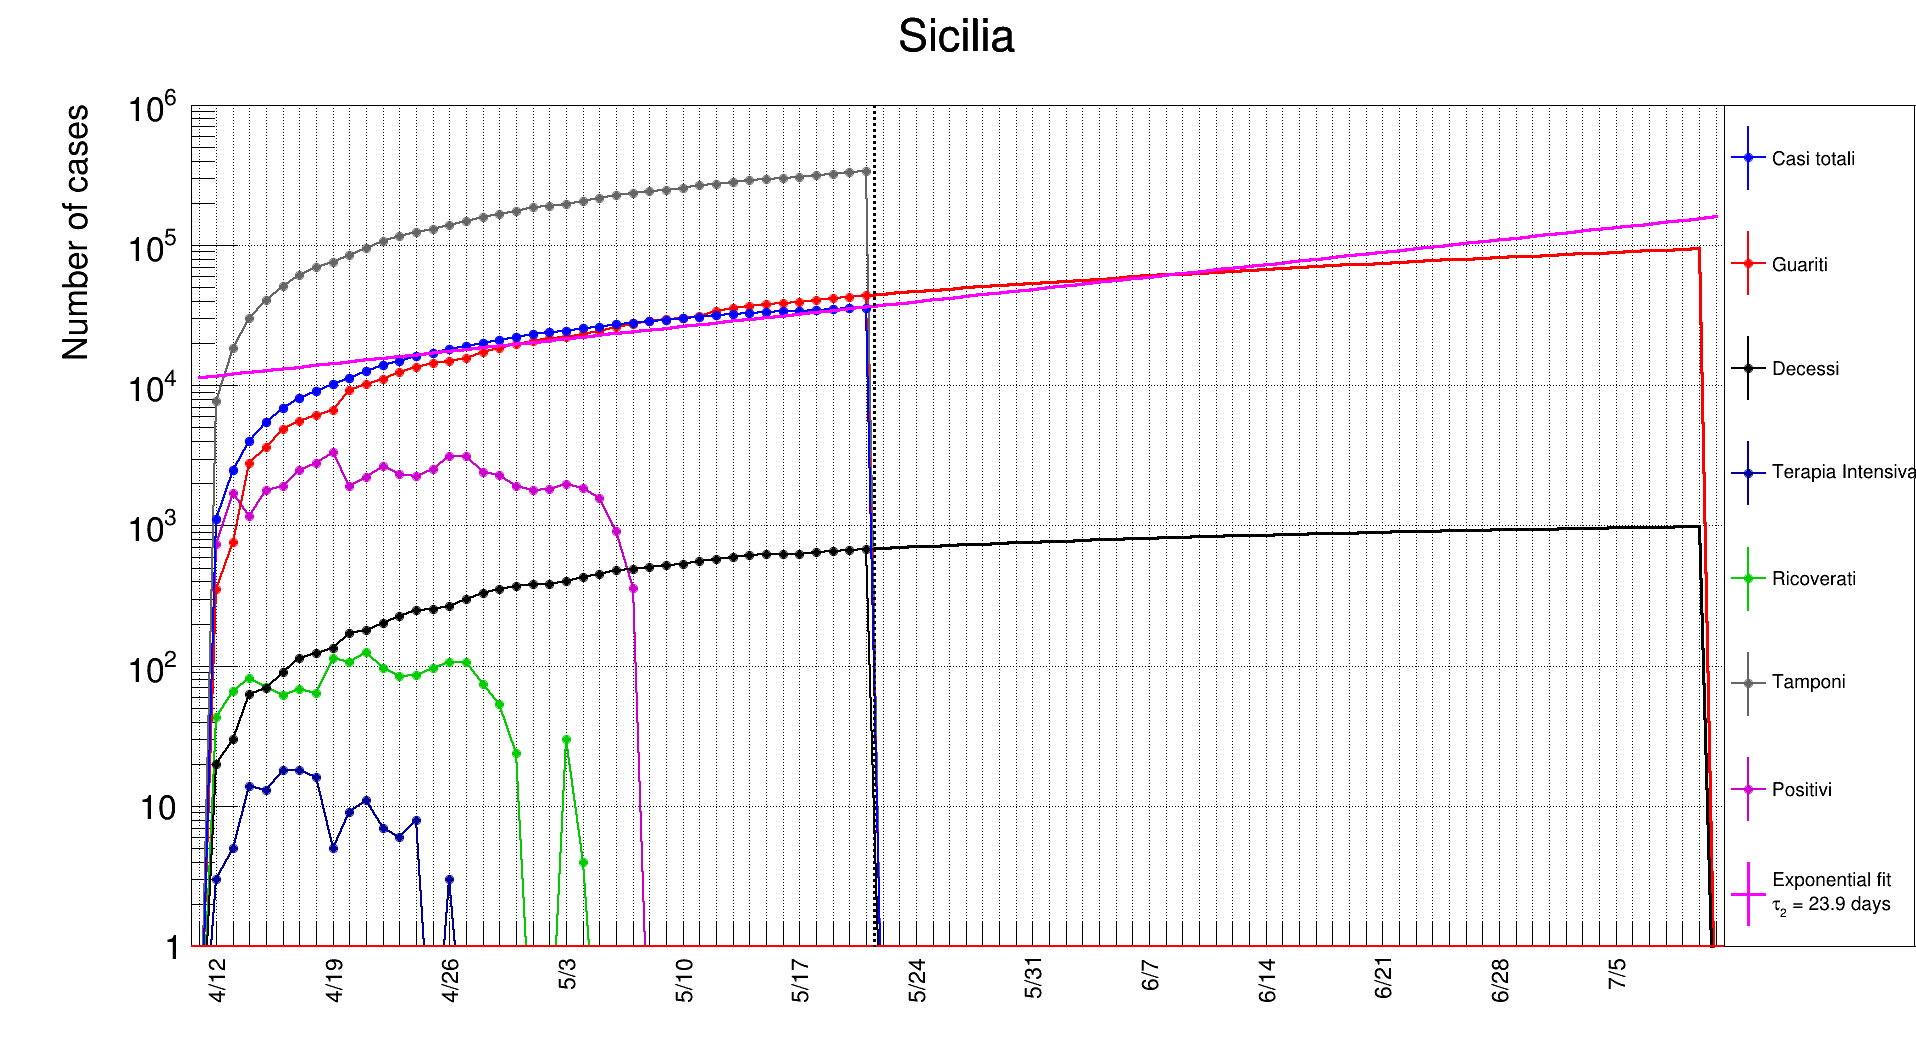 Sicilia
Number of cases
10^6
10^5
10^4
10^3
10^2
10
1
4/12
4/19
4/26
5/3
5/10
5/17
5/24
5/31
6/7
6/14
6/21
6/28
7/5
Casi totali
Guariti
Decessi
Terapia Intensiva
Ricoverati
Tamponi
Positivi
Exponential fit
τ₂ = 23.9 days